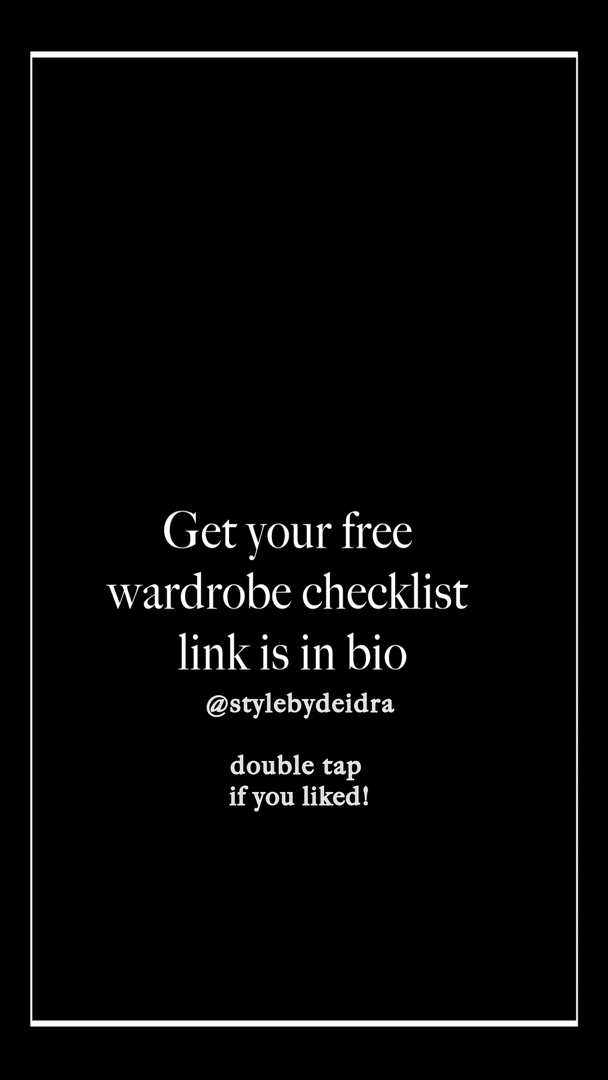 Get your free
wardrobe checklist
link is in bio
@stylebydeidra
double tap
if you liked!